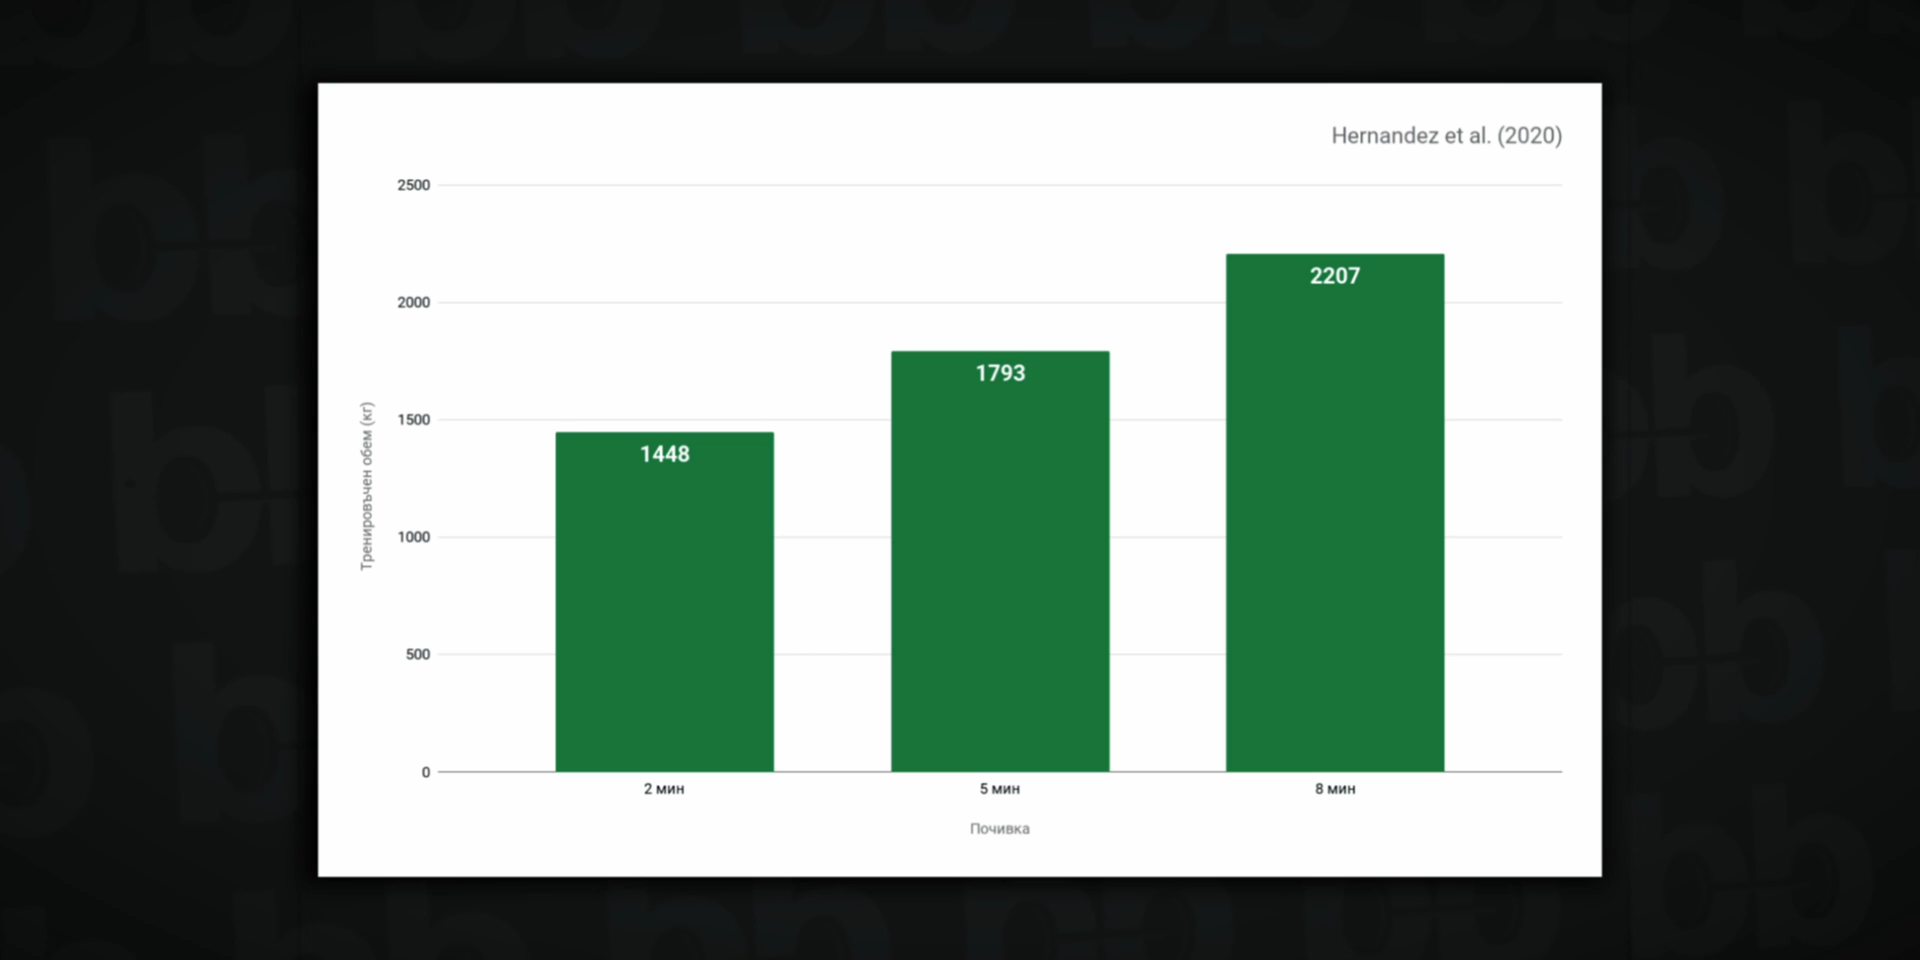 Hernandez et al. (2020)
2500
2000
1500
1000
500
0
Тренировъчен обем (кг)
1448
1793
2207
2 мин
5 мин
8 мин
Почивка